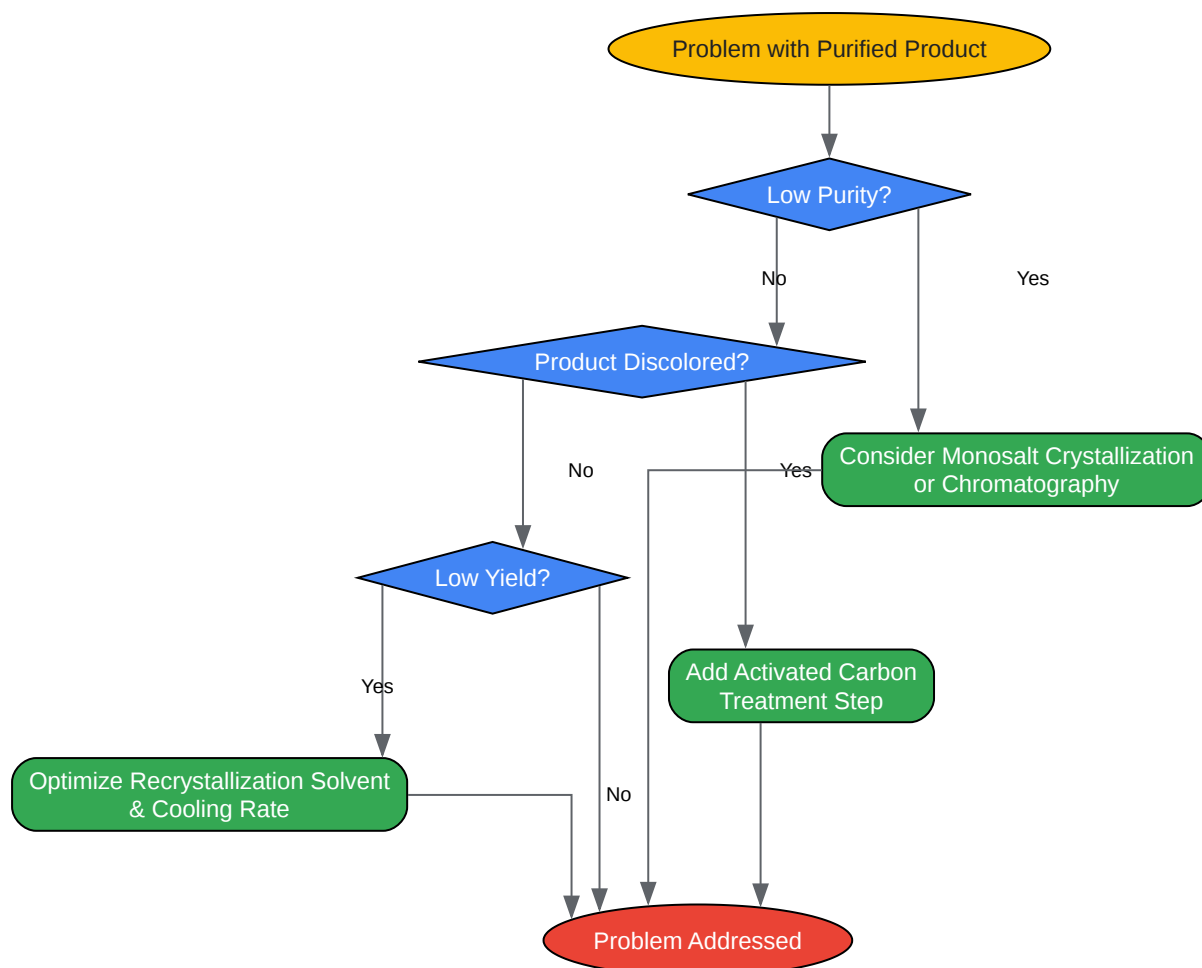 Problem with Purified Product
Low Purity?
No
Yes
Product Discolored?
No
Yes
Consider Monosalt Crystallization
or Chromatography
Low Yield?
Yes
Add Activated Carbon
Treatment Step
Optimize Recrystallization Solvent
& Cooling Rate
No
Problem Addressed